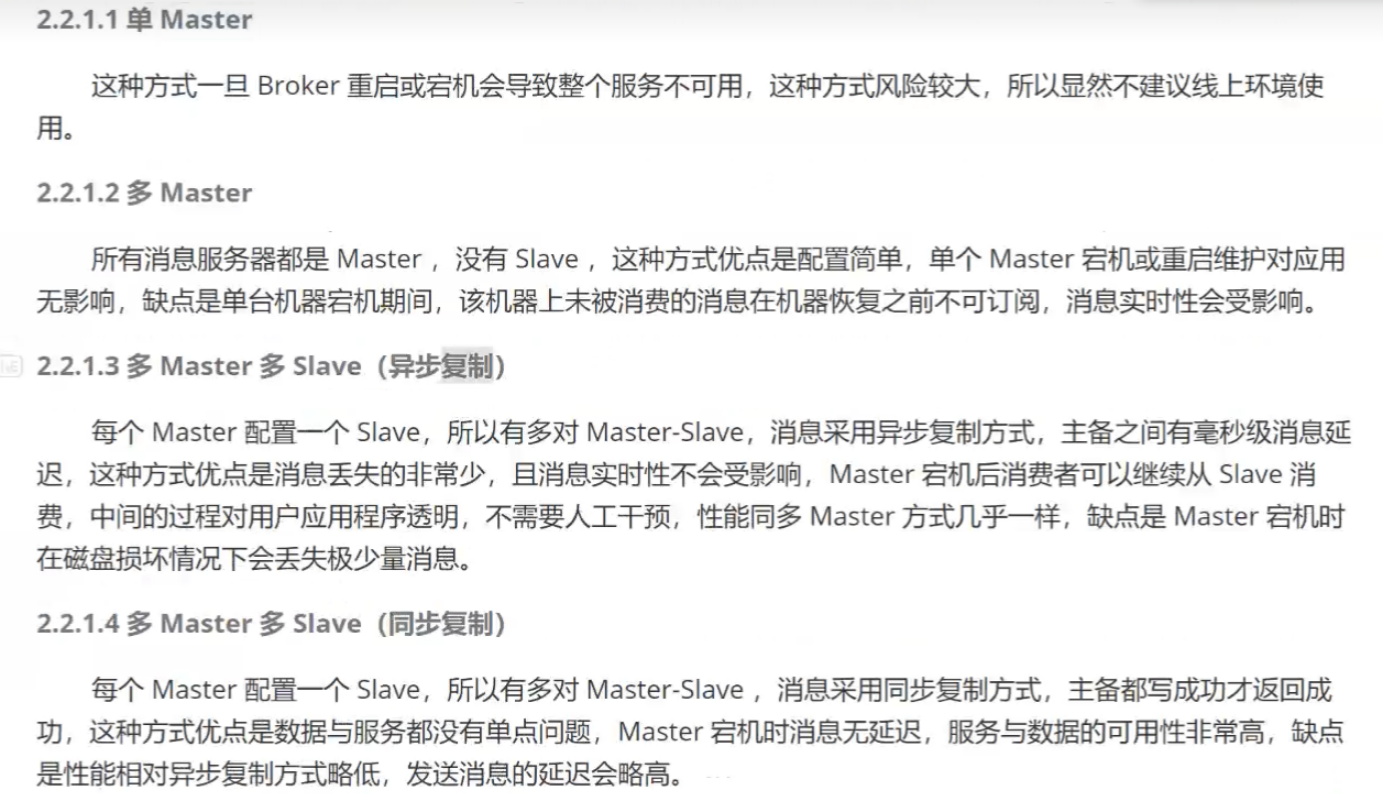 2.2.1.1 单 Master
这种方式一旦 Broker 重启或宕机会导致整个服务不可用，这种方式风险较大，所以显然不建议线上环境使
用。
2.2.1.2 多 Master
所有消息服务器都是 Master ，没有 Slave ，这种方式优点是配置简单，单个 Master 宕机或重启维护对应用
无影响，缺点是单台机器宕机期间，该机器上未被消费的消息在机器恢复之前不可订阅，消息实时性会受影响。
2.2.1.3 多 Master 多 Slave（异步复制）
每个 Master 配置一个 Slave，所以有多对 Master-Slave，消息采用异步复制方式，主备之间有毫秒级消息延
迟，这种方式优点是消息丢失的非常少，且消息实时性不会受影响，Master 宕机后消费者可以继续从 Slave 消
费，中间的过程对用户应用程序透明，不需要人工干预，性能同多 Master 方式几乎一样，缺点是 Master 宕机时
在磁盘损坏情况下会丢失极少量消息。
2.2.1.4 多 Master 多 Slave（同步复制）
每个 Master 配置一个 Slave，所以有多对 Master-Slave ，消息采用同步复制方式，主备都写成功才返回成
功，这种方式优点是数据与服务都没有单点问题，Master 宕机时消息无延迟，服务与数据的可用性非常高，缺点
是性能相对异步复制方式略低，发送消息的延迟会略高。